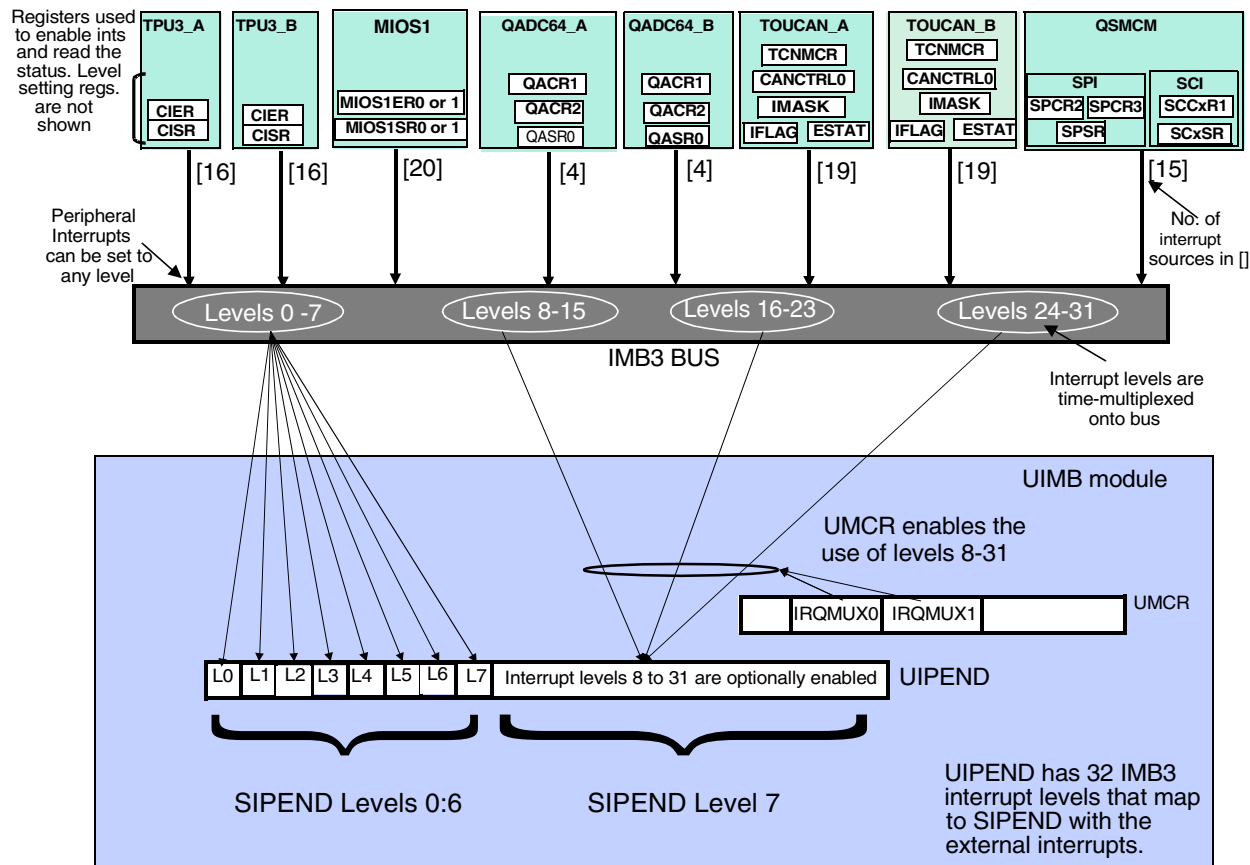 Registers used
to enable ints
and read the
status. Level
setting regs.
are not
shown
TPU3_A
CIER
CISR
TPU3_B
CIER
CISR
MIOS1
MIOS1ER0 or 1
MIOS1SR0 or 1
QADC64_A
QACR1
QACR2
QASR0
QADC64_B
QACR1
QACR2
QASR0
TOUCAN_A
TCNMCR
CANCTRL0
IMASK
IFLAG
ESTAT
TOUCAN_B
TCNMCR
CANCTRL0
IMASK
IFLAG
ESTAT
QSMCM
SPI
SPCR2
SPCR3
SPSR
SCI
SCCxR1
SCxSR
[16]
[16]
[20]
[4]
[4]
[19]
[19]
[15]
Peripheral
Interrupts
can be set to
any level
No. of
interrupt
sources in []
Levels 0 -7
Levels 8-15
Levels 16-23
Levels 24-31
IMB3 BUS
Interrupt levels are
time-multiplexed
onto bus
UIMB module
UMCR enables the
use of levels 8-31
IRQMUX0
IRQMUX1
UMCR
L0
L1
L2
L3
L4
L5
L6
L7
Interrupt levels 8 to 31 are optionally enabled
UIPEND
SIPEND Levels 0:6
SIPEND Level 7
UIPEND has 32 IMB3
interrupt levels that map
to SIPEND with the
external interrupts.